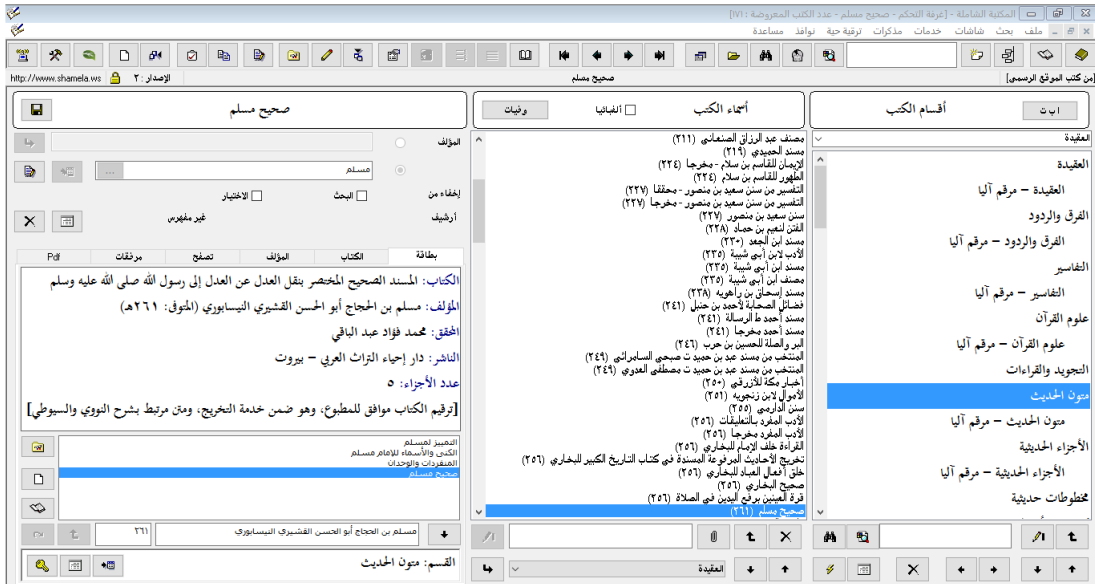 المكتبة الشاملة - [غرفة التحكم - صحيح مسلم - عدد الكتب المعروضة : ١٧١]
ملف بحث شاشات خدمات مذكرات ترقية حية نوافذ مساعدة
[من كتب الموقع الرسمي] صحيح مسلم الإصدار : ٢ http://www.shamela.ws
أقسام الكتب
ا ب ت
العقيدة
العقيدة
العقيدة – مرقم آليا
الفرق والردود
الفرق والردود – مرقم آليا
التفاسير
التفاسير – مرقم آليا
علوم القرآن
علوم القرآن – مرقم آليا
التجويد والقراءات
متون الحديث
متون الحديث – مرقم آليا
الأجزاء الحديثية
الأجزاء الحديثية – مرقم آليا
مخطوطات حديثية
أسماء الكتب
ألفبائيا
وفيات
مصنف عبد الرزاق الصنعاني (٢١١)
مسند الحميدي (٢١٩)
الإيمان للقاسم بن سلام - مخرجا (٢٢٤)
الطهور للقاسم بن سلام (٢٢٤)
التفسير من سنن سعيد بن منصور - محققا (٢٢٧)
التفسير من سنن سعيد بن منصور - مخرجا (٢٢٧)
سنن سعيد بن منصور (٢٢٧)
الفتن لنعيم بن حماد (٢٢٨)
مسند ابن الجعد (٢٣٠)
الأدب لابن أبي شيبة (٢٣٥)
مسند ابن أبي شيبة (٢٣٥)
مصنف ابن أبي شيبة (٢٣٥)
مسند إسحاق بن راهويه (٢٣٨)
فضائل الصحابة لأحمد بن حنبل (٢٤١)
مسند أحمد ط الرسالة (٢٤١)
مسند أحمد مخرجا (٢٤١)
البر والصلة للحسين بن حرب (٢٤٦)
المنتخب من مسند عبد بن حميد ت صبحي السامرائي (٢٤٩)
المنتخب من مسند عبد بن حميد ت مصطفى العدوي (٢٤٩)
أخبار مكة للأزرقي (٢٥٠)
الأموال لابن زنجويه (٢٥١)
سنن الدارمي (٢٥٥)
الأدب المفرد بالتعليقات (٢٥٦)
الأدب المفرد مخرجا (٢٥٦)
القراءة خلف الإمام للبخاري (٢٥٦)
تخريج الأحاديث المرفوعة المسندة في كتاب التاريخ الكبير للبخاري (٢٥٦)
خلق أفعال العباد للبخاري (٢٥٦)
صحيح البخاري (٢٥٦)
قرة العينين برفع اليدين في الصلاة (٢٥٦)
صحيح مسلم (٢٦١)
العقيدة
صحيح مسلم
المؤلف
مسلم
...
إخفاء من البحث الاختيار
أرشيف غير مفهرس
بطاقة الكتاب المؤلف تصفح مرفقات Pdf
الكتاب: المسند الصحيح المختصر بنقل العدل عن العدل إلى رسول الله صلى الله عليه وسلم
المؤلف: مسلم بن الحجاج أبو الحسن القشيري النيسابوري (المتوفى: ٢٦١هـ)
المحقق: محمد فؤاد عبد الباقي
الناشر: دار إحياء التراث العربي – بيروت
عدد الأجزاء: ٥
[ترقيم الكتاب موافق للمطبوع، وهو ضمن خدمة التخريج، ومتن مرتبط بشرح النووي والسيوطي]
التمييز لمسلم
الكنى والأسماء للإمام مسلم
المنفردات والوحدان
صحيح مسلم
مسلم بن الحجاج أبو الحسن القشيري النيسابوري ٢٦١
القسم: متون الحديث